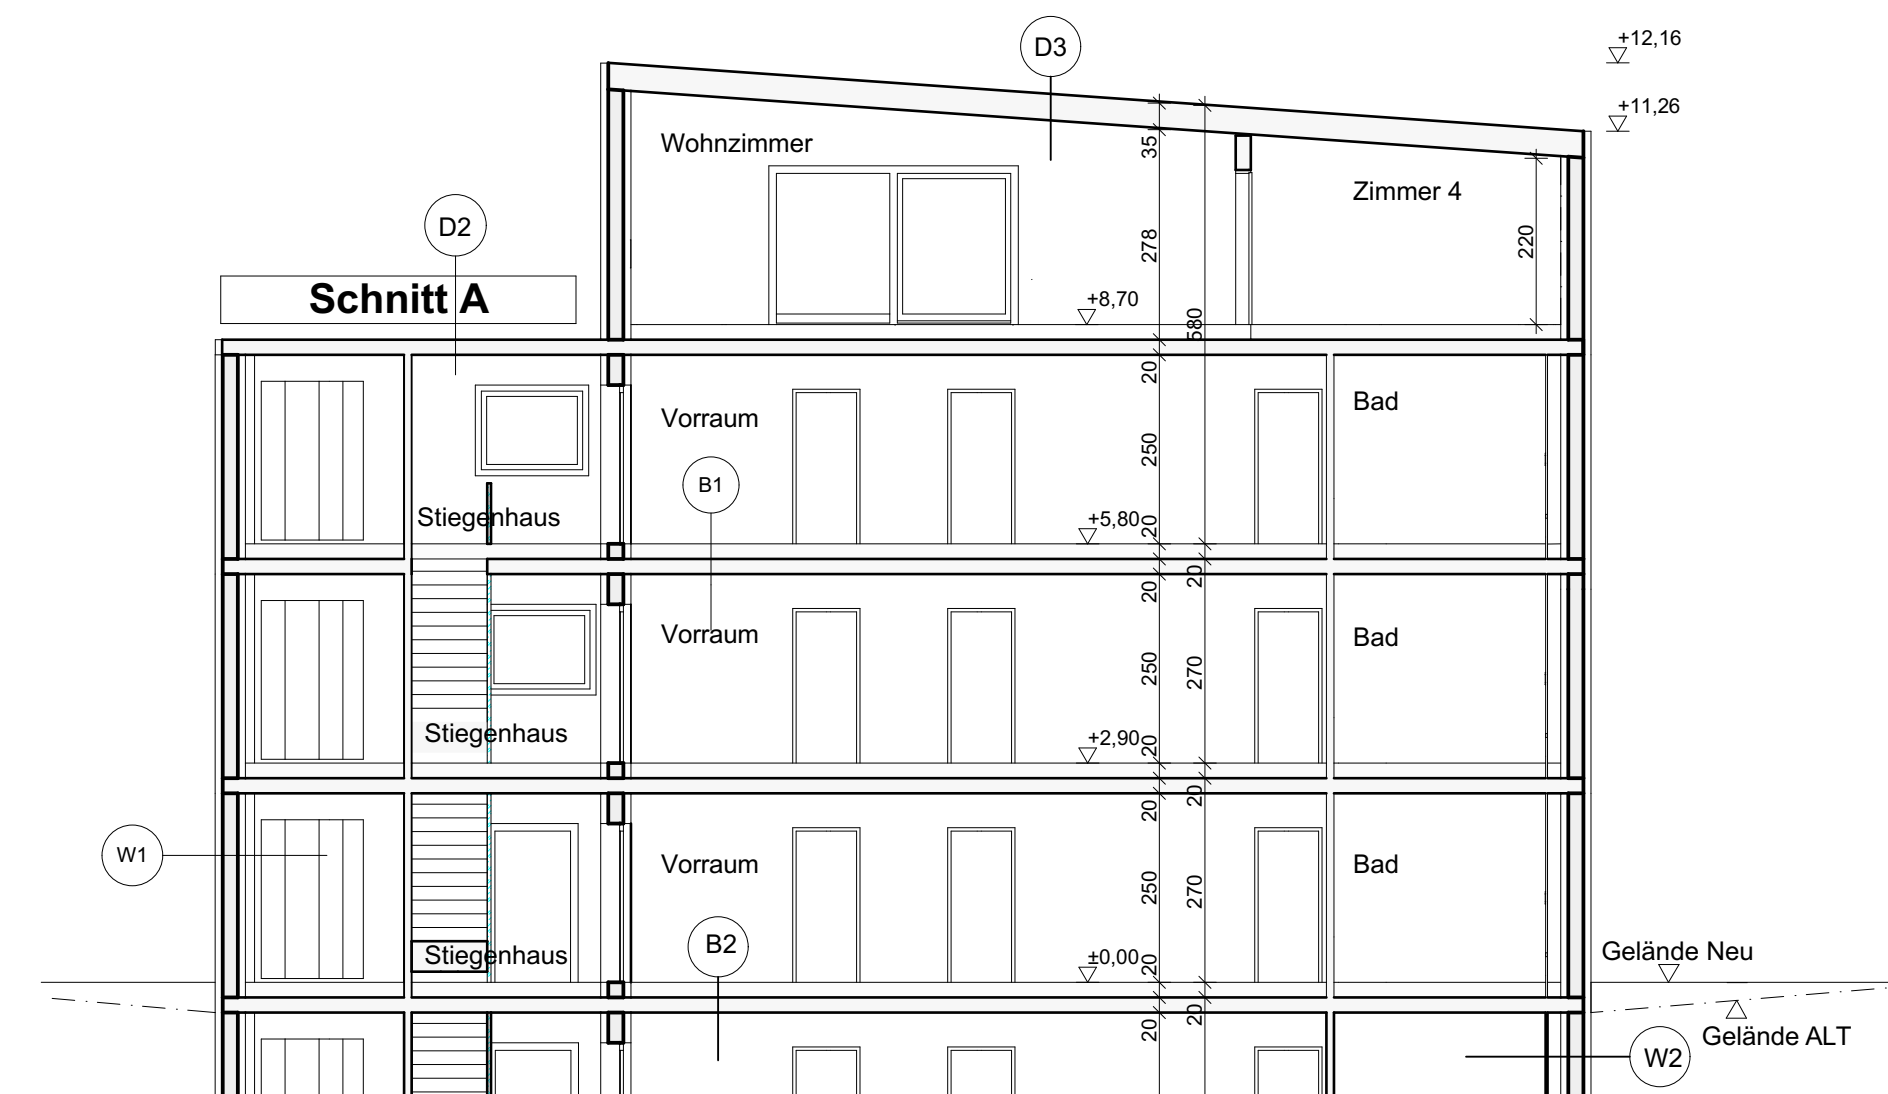 D3
+12,16
+11,26
Wohnzimmer
35
Zimmer 4
D2
278
220
Schnitt A
+8,70
580
20
Bad
Vorraum
250
B1
Stiegenhaus
+5,80
20
20
20
Vorraum
Bad
250
270
Stiegenhaus
+2,90
20
20
20
W1
Vorraum
Bad
250
270
B2
Stiegenhaus
±0,00
20
Gelände Neu
20
20
Gelände ALT
W2